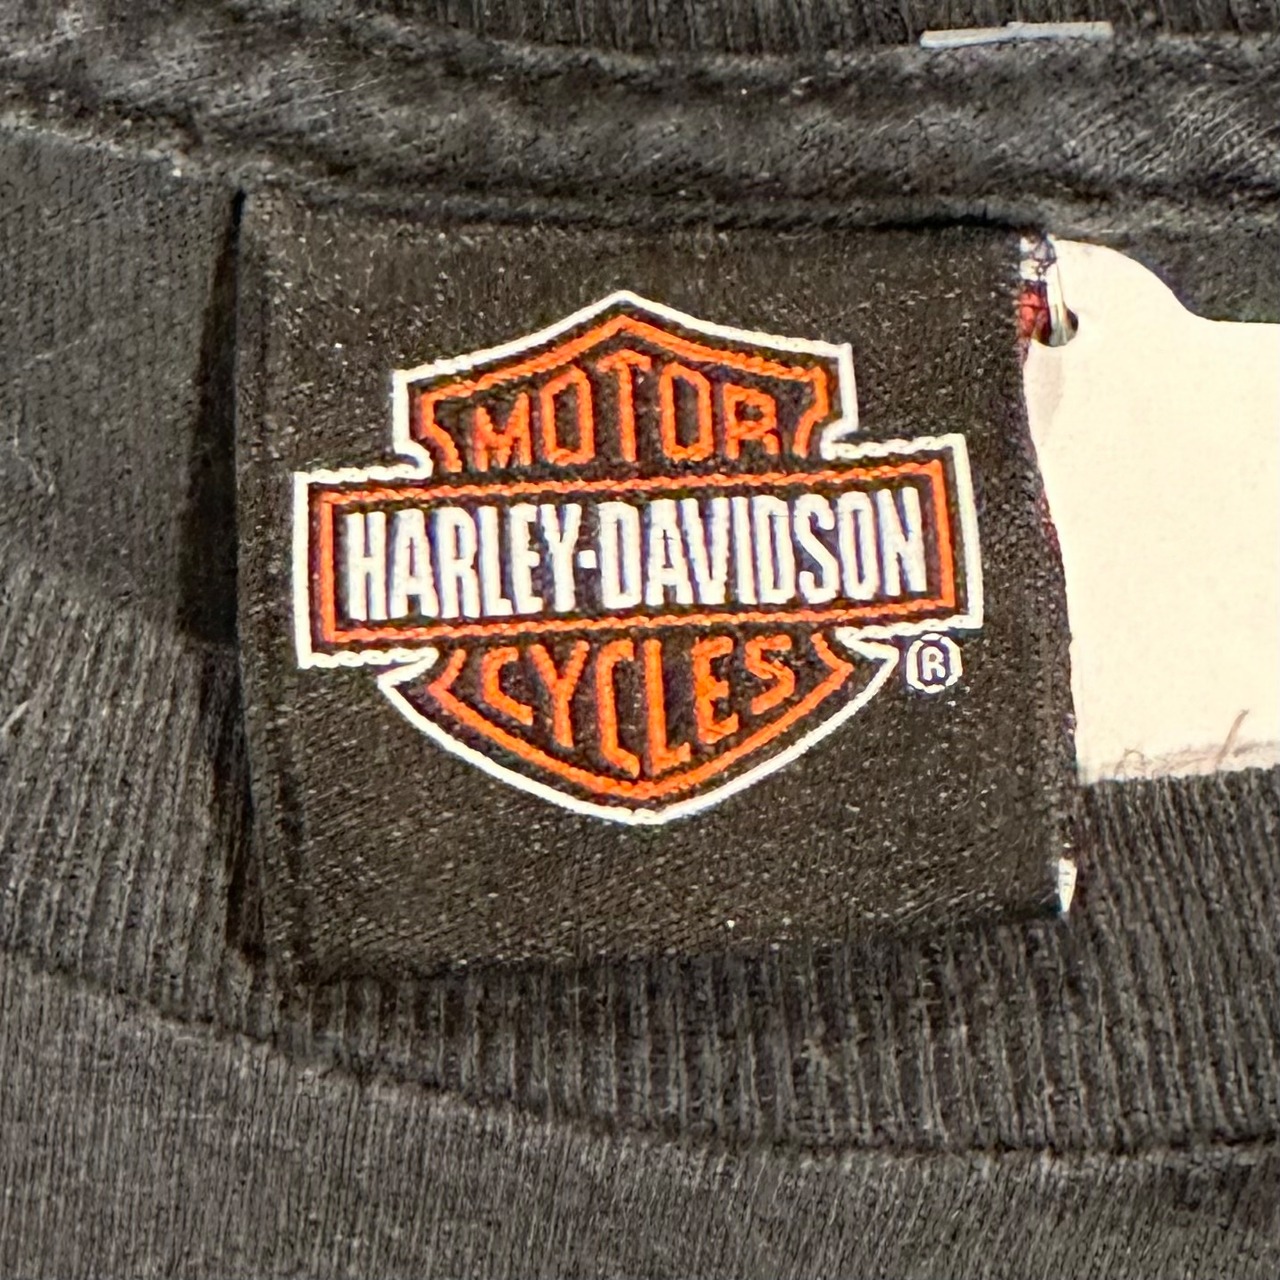 MOTOR
HARLEY-DAVIDSON
CYCLES
®